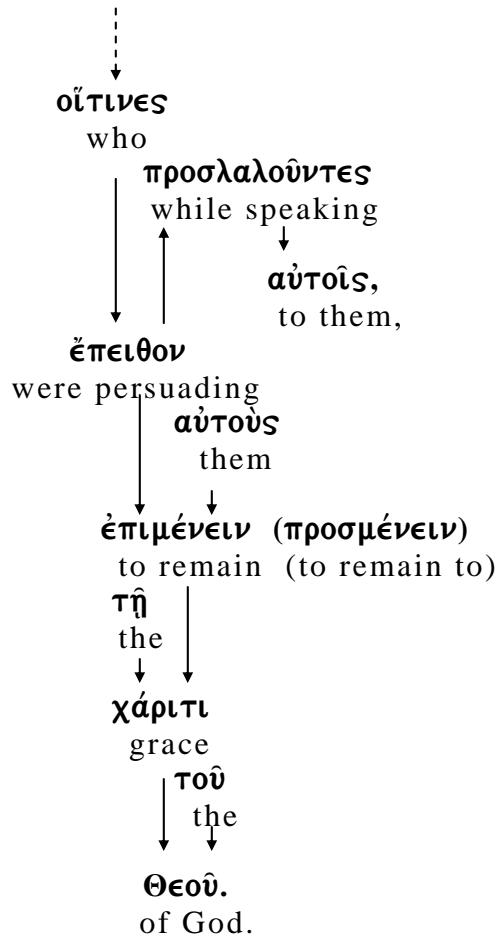 οἵτινες
who
προσλαλοῦντες
while speaking
αὐτοῖς,
to them,
ἔπειθον
were persuading
αὐτοὺς
them
ἐπιμένειν (προσμένειν)
to remain (to remain to)
τῇ
the
χάριτι
grace
τοῦ
the
Θεοῦ.
of God.